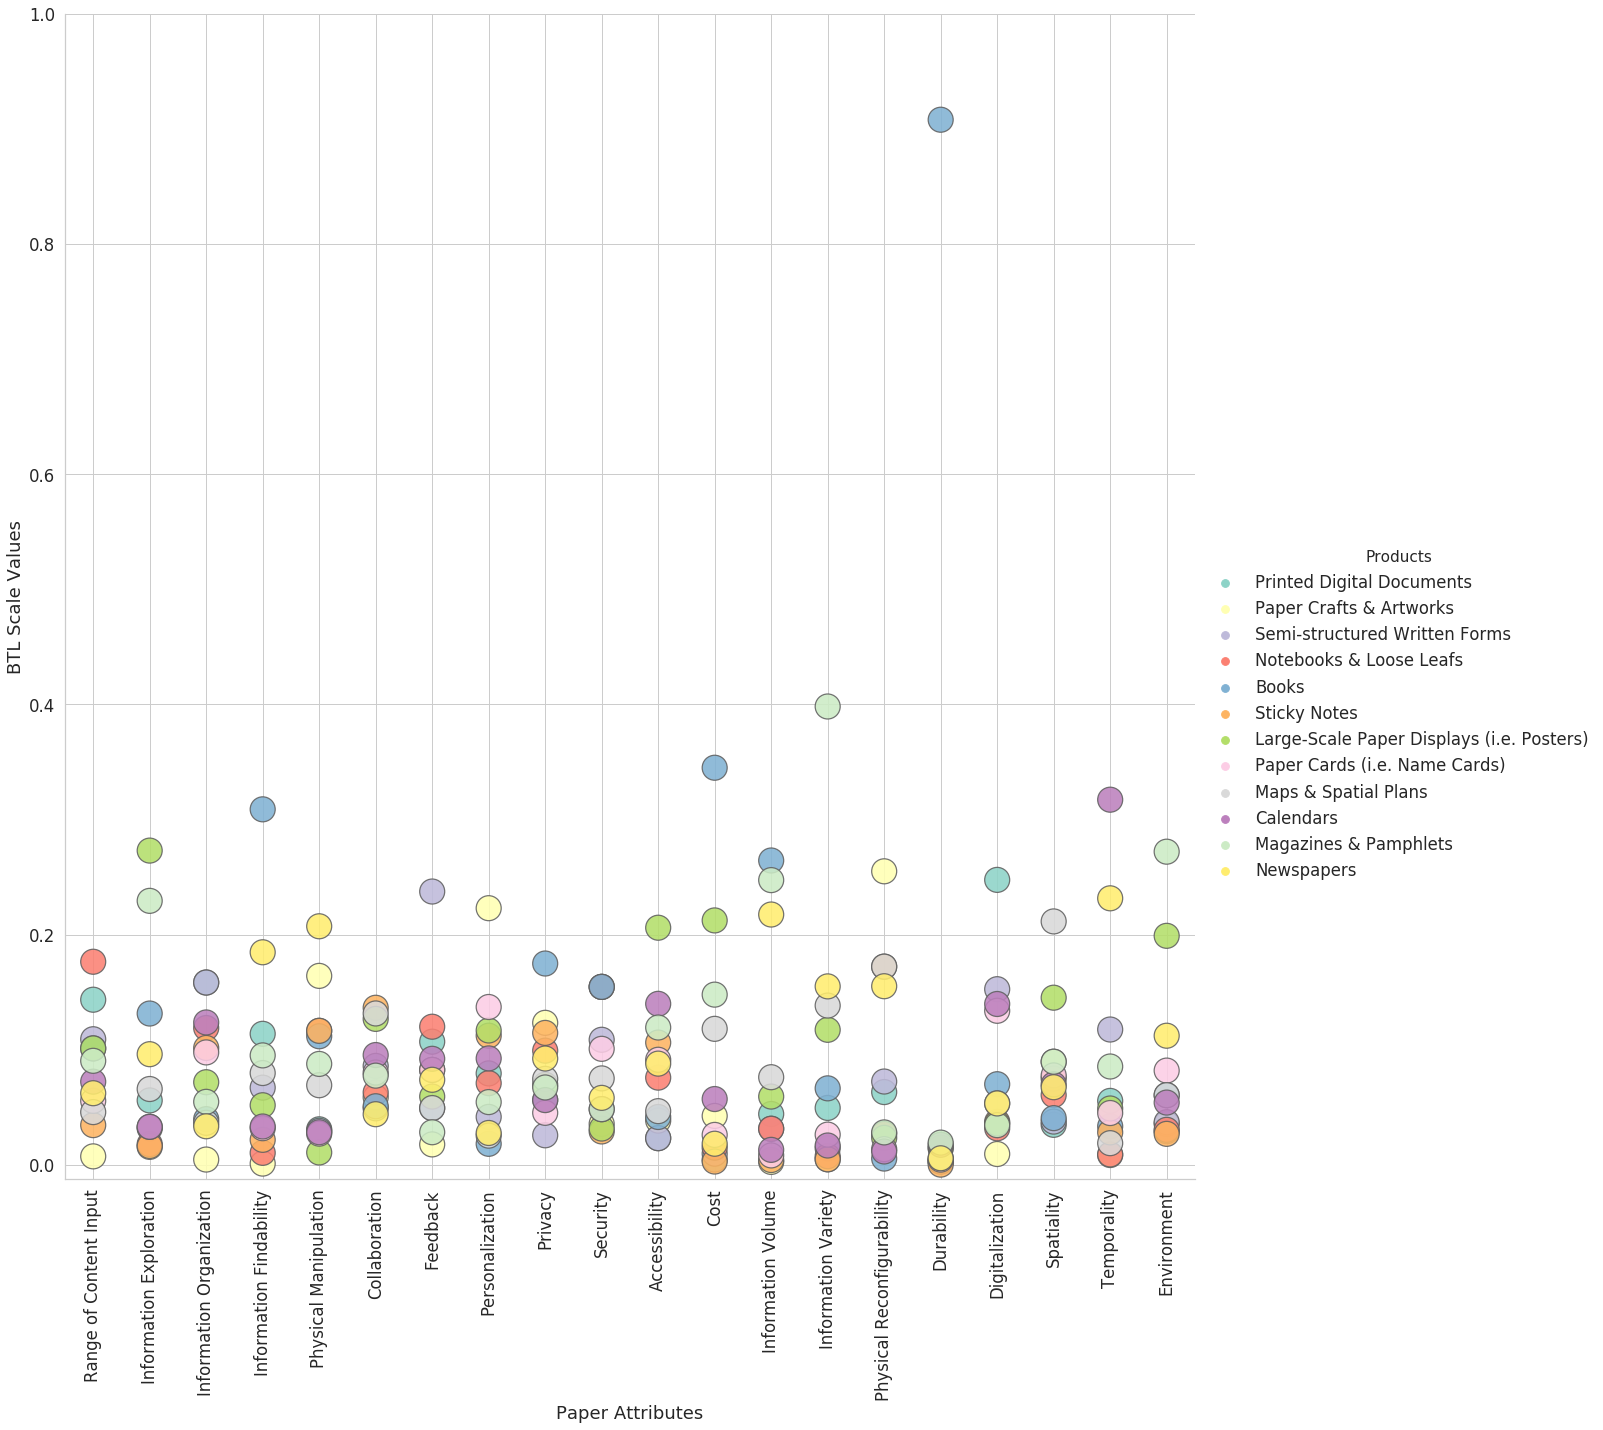 1.0
0.8
0.6
0.4
0.2
0.0
BTL Scale Values
Range of Content Input
Information Exploration
Information Organization
Information Findability
Physical Manipulation
Collaboration
Feedback
Personalization
Privacy
Security
Accessibility
Cost
Information Volume
Information Variety
Physical Reconfigurability
Durability
Digitalization
Spatiality
Temporality
Environment
Paper Attributes
Products
Printed Digital Documents
Paper Crafts & Artworks
Semi-structured Written Forms
Notebooks & Loose Leafs
Books
Sticky Notes
Large-Scale Paper Displays (i.e. Posters)
Paper Cards (i.e. Name Cards)
Maps & Spatial Plans
Calendars
Magazines & Pamphlets
Newspapers